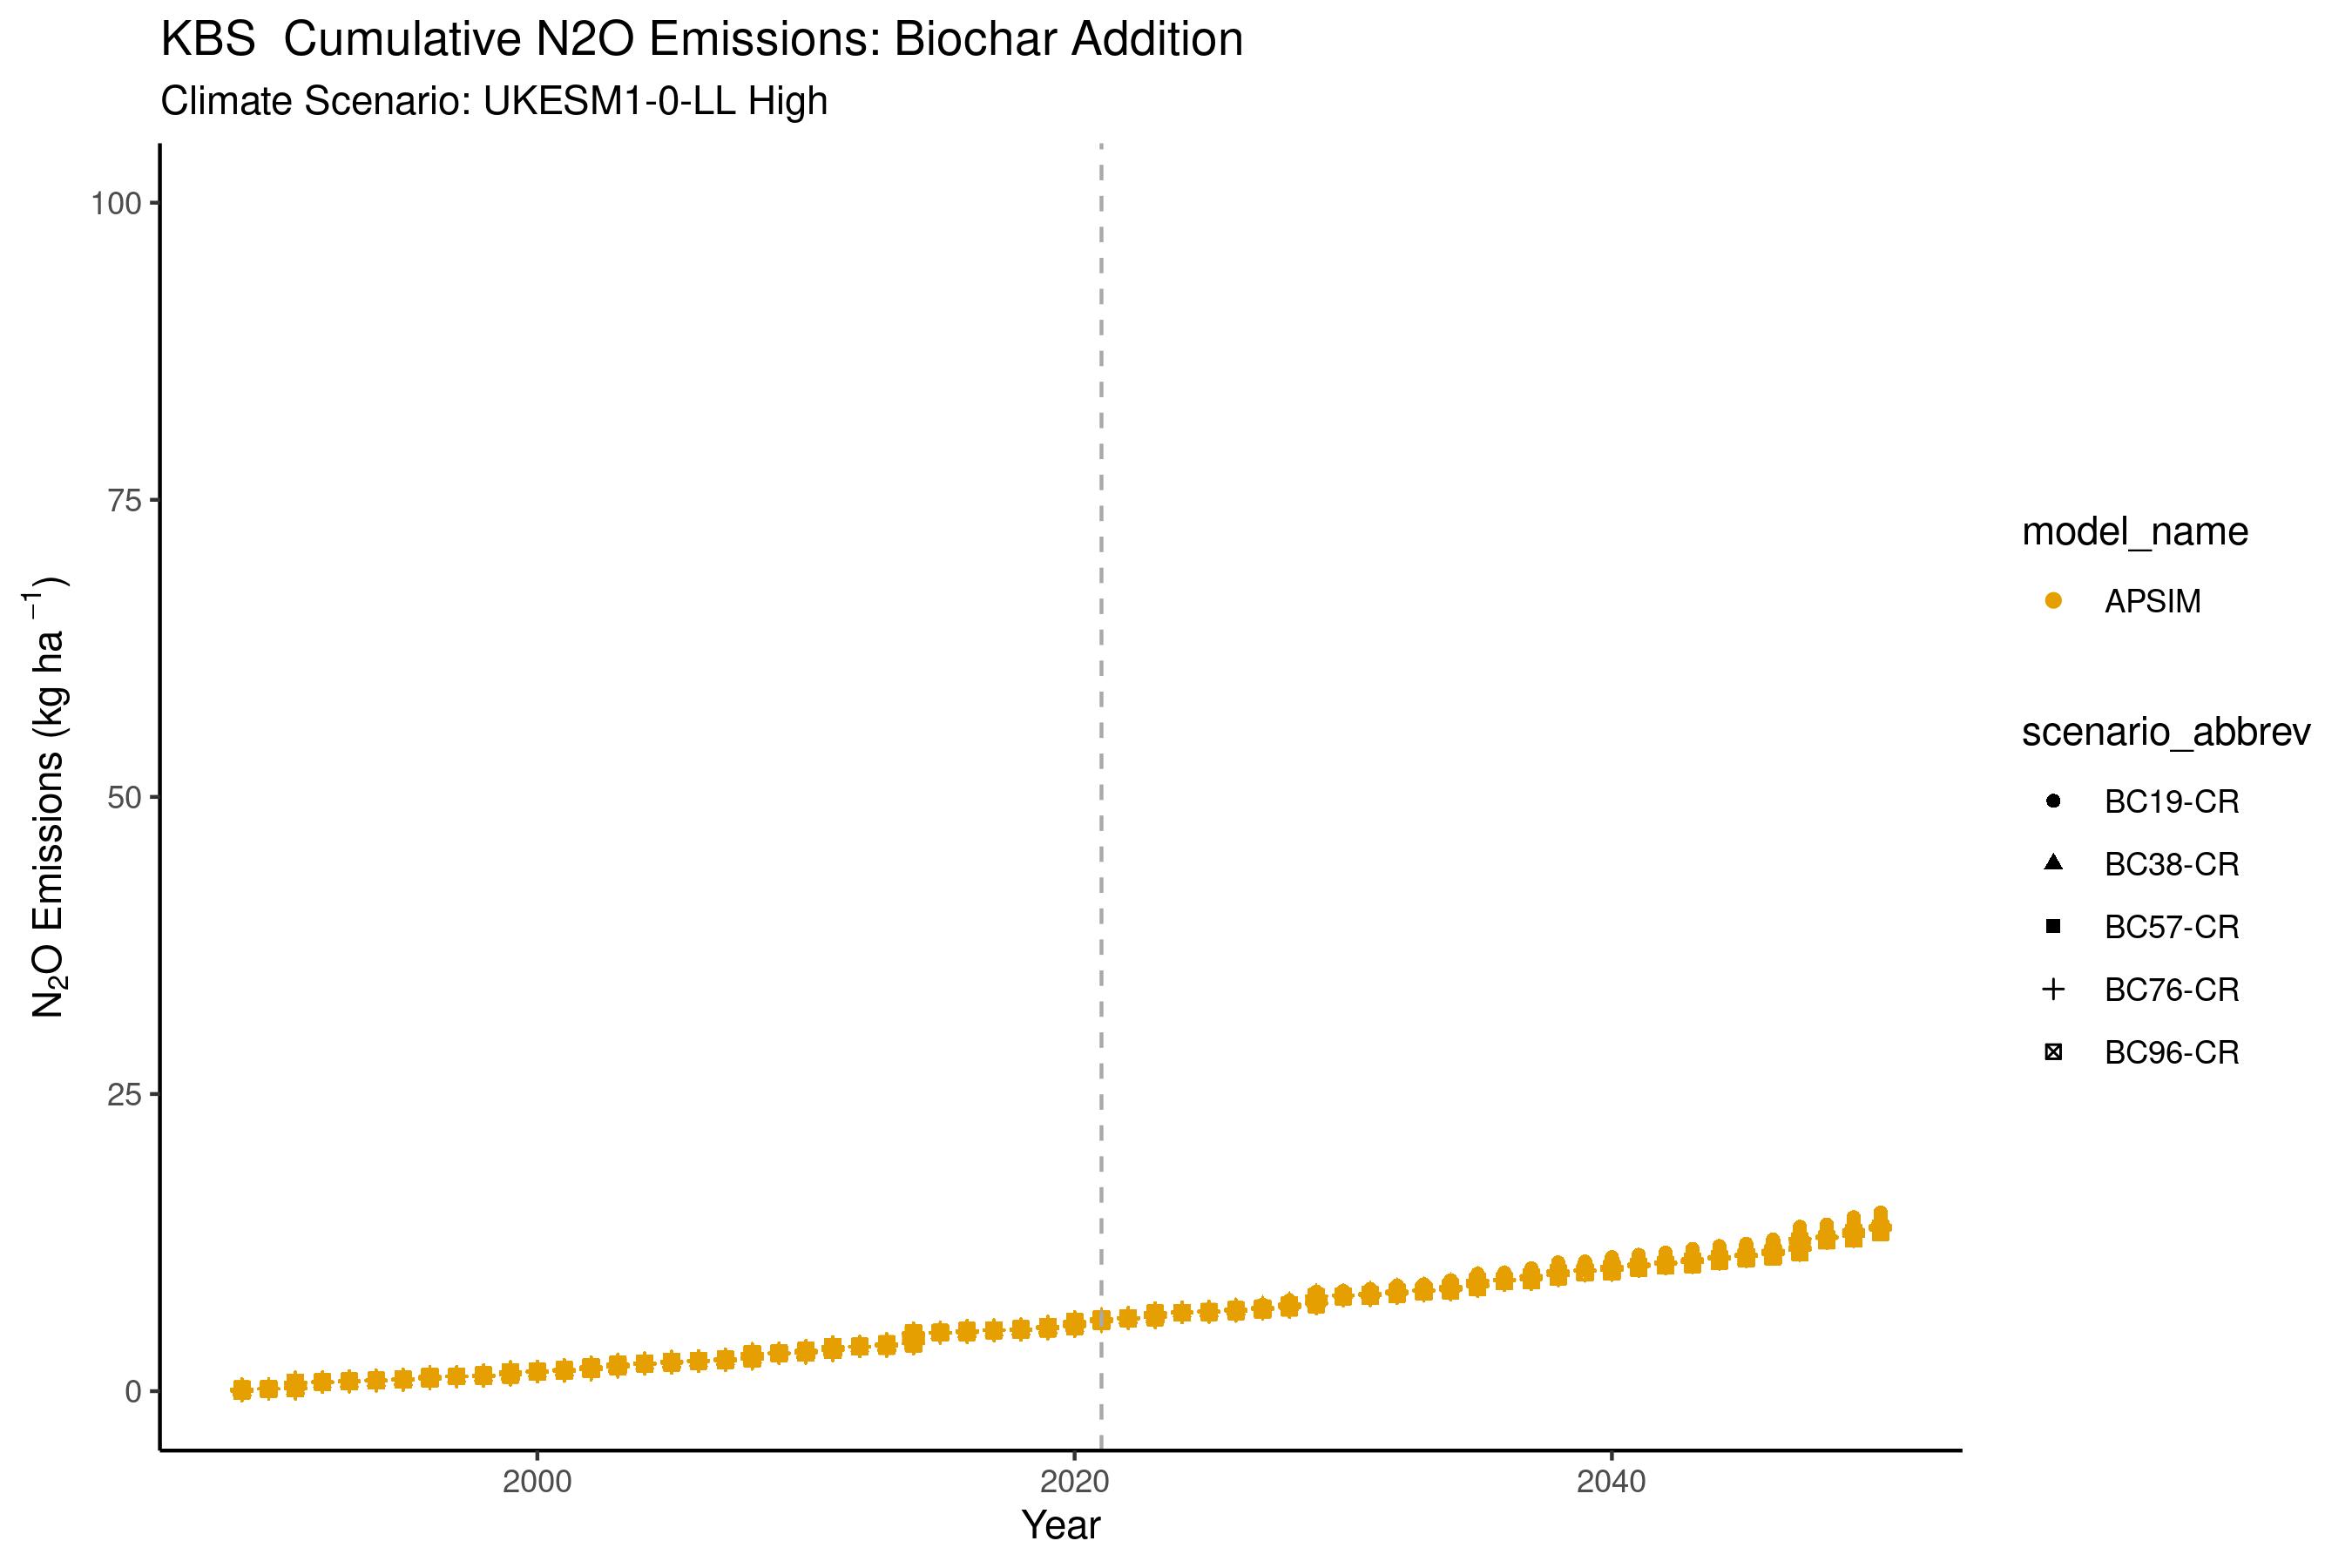 KBS  Cumulative N2O Emissions: Biochar Addition
Climate Scenario: UKESM1-0-LL High
N₂O Emissions (kg ha⁻¹)
100
75
50
25
0
2000
2020
2040
Year
model_name
APSIM
scenario_abbrev
BC19-CR
BC38-CR
BC57-CR
BC76-CR
BC96-CR